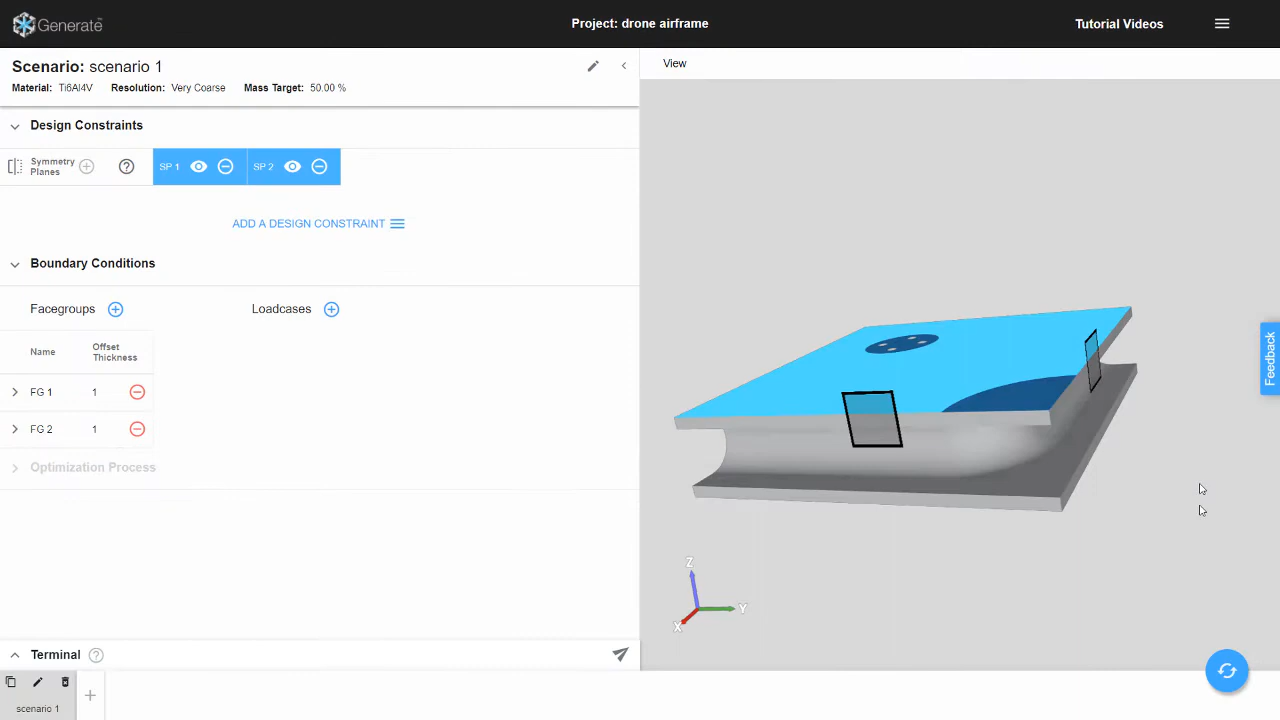 Generate™
Project: drone airframe
Tutorial Videos
Scenario: scenario 1
Material: Ti6Al4V Resolution: Very Coarse Mass Target: 50.00 %
View
Design Constraints
Symmetry
Planes
SP 1
SP 2
ADD A DESIGN CONSTRAINT
Boundary Conditions
Facegroups
Loadcases
Name
Offset
Thickness
FG 1 1
FG 2 1
Optimization Process
Feedback
Z
Y
X
Terminal
scenario 1